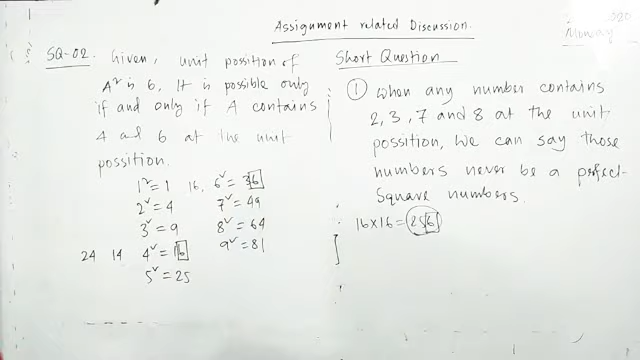 Assignment related Discussion.
Monday
SQ-02. Given, unit possition of
A² is 6, It is possible only
if and only if A contains
4 and 6 at the unit
possition.
1² = 1
2² = 4
3² = 9
24 14 4² = 16
5² = 25
16, 6² = 36
7² = 49
8² = 64
9² = 81
Short Question
① When any number contains
2, 3, 7 and 8 at the unit
possition, We can say those
numbers never be a perfect
Square numbers.
16 × 16 = 256